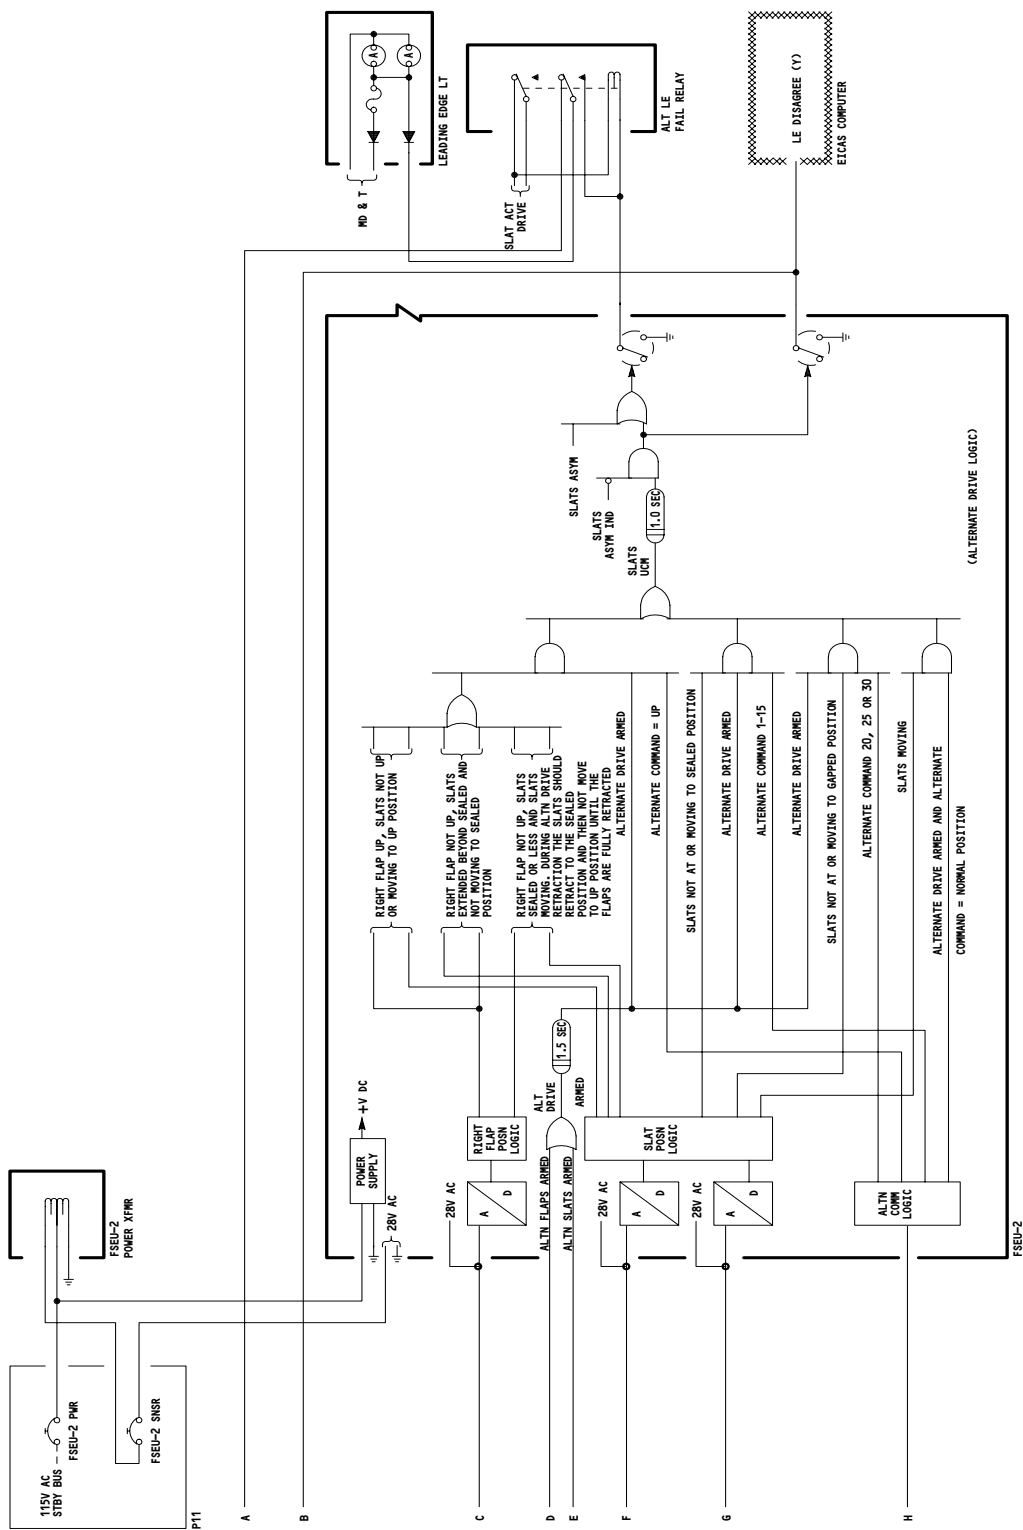 115V AC
STBY BUS
FSEU-2 PWR
FSEU-2 SNSR
P11
FSEU-2
POWER XFMR
A
B
C
D
E
F
G
H
POWER
SUPPLY
+V DC
28V AC
28V AC
A
D
RIGHT
FLAP
POSN
LOGIC
ALTN FLAPS ARMED
ALTN SLATS ARMED
ALT
DRIVE
ARMED
1.5 SEC
28V AC
A
D
28V AC
A
D
SLAT
POSN
LOGIC
ALTN
COMM
LOGIC
FSEU-2
RIGHT FLAP UP, SLATS NOT UP
OR MOVING TO UP POSITION
RIGHT FLAP NOT UP, SLATS
EXTENDED BEYOND SEALED AND
NOT MOVING TO SEALED
POSITION
RIGHT FLAP NOT UP, SLATS
SEALED OR LESS AND SLATS
MOVING. DURING ALTN DRIVE
RETRACTION THE SLATS SHOULD
RETRACT TO THE SEALED
POSITION AND THEN NOT MOVE
TO UP POSITION UNTIL THE
FLAPS ARE FULLY RETRACTED
ALTERNATE DRIVE ARMED
ALTERNATE COMMAND = UP
SLATS NOT AT OR MOVING TO SEALED POSITION
ALTERNATE DRIVE ARMED
ALTERNATE COMMAND 1-15
ALTERNATE DRIVE ARMED
SLATS NOT AT OR MOVING TO GAPPED POSITION
ALTERNATE COMMAND 20, 25 OR 30
SLATS MOVING
ALTERNATE DRIVE ARMED AND ALTERNATE
COMMAND = NORMAL POSITION
SLATS
UCM
1.0 SEC
SLATS
ASYM IND
SLATS ASYM
(ALTERNATE DRIVE LOGIC)
MD & T
A
A
LEADING EDGE LT
SLAT ACT
DRIVE
ALT LE
FAIL RELAY
LE DISAGREE (Y)
EICAS COMPUTER